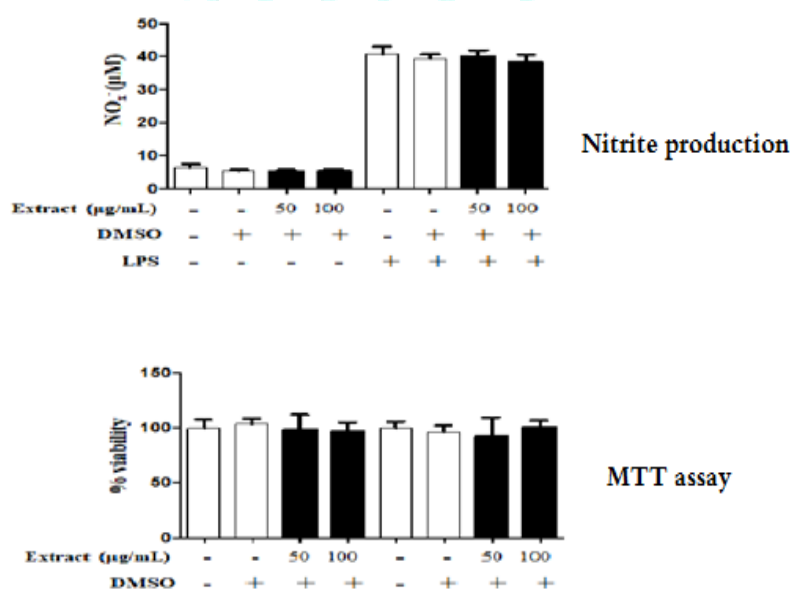 50
40
30
20
10
0
NOx- (µM)
Nitrite production
Extract (µg/mL) - - 50 100 - - 50 100
DMSO - + + + - + + +
LPS - - - - + + + +
150
100
50
0
% viability
MTT assay
Extract (µg/mL) - - 50 100 - - 50 100
DMSO - + + + - + + +